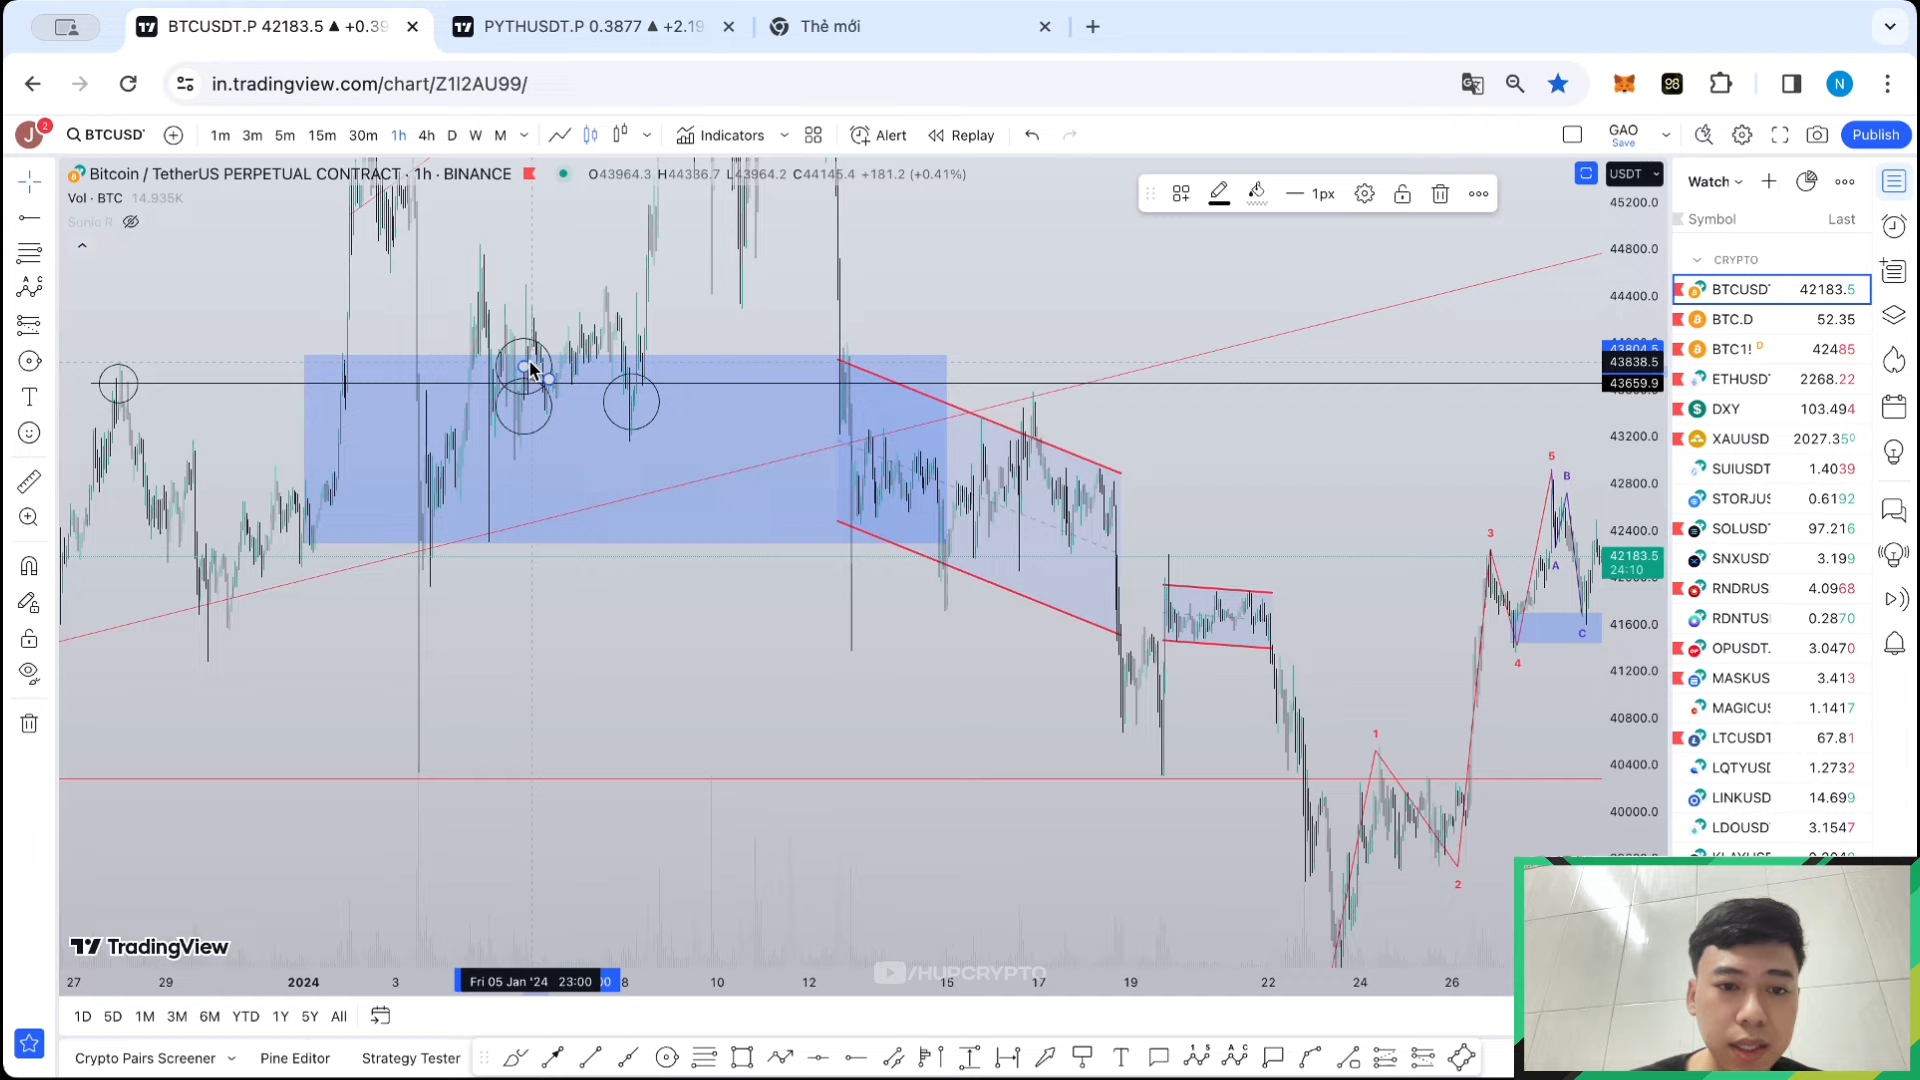 BTCUSDT.P 42183.5 ▲ +0.39
PYTHUSDT.P 0.3877 ▲ +2.19
Thẻ mới
in.tradingview.com/chart/Z1I2AU99/
98
N
J
2
BTCUSD
1m 3m 5m 15m 30m 1h 4h D W M
Indicators
Alert
Replay
GAO
Save
Publish
Bitcoin / TetherUS PERPETUAL CONTRACT · 1h · BINANCE
O43964.3 H44336.7 L43964.2 C44145.4 +181.2 (+0.41%)
Vol · BTC 14.935K
Sonic R
1px
USDT
45200.0
44800.0
44400.0
43804.5
43838.5
43659.9
43200.0
42800.0
42400.0
42183.5
24:10
41600.0
41200.0
40800.0
40400.0
40000.0
1
2
3
4
5
A
B
C
Watch
Symbol Last
CRYPTO
BTCUSD 42183.5
BTC.D 52.35
BTC1! D 42485
ETHUSD 2268.22
DXY 103.494
XAUUSD 2027.350
SUIUSDT 1.4039
STORJUS 0.6192
SOLUSD 97.216
SNXUSD 3.199
RNDRUS 4.0968
RDNTUS 0.2870
OPUSDT. 3.0470
MASKUS 3.413
MAGICUS 1.1417
LTCUSDT 67.81
LQTYUSD 1.2732
LINKUSD 14.699
LDOUSD 3.1547
TradingView
/HUPCRYPTO
27 29 2024 3 Fri 05 Jan '24 23:00 8 10 12 15 17 19 22 24 26
1D 5D 1M 3M 6M YTD 1Y 5Y All
Crypto Pairs Screener
Pine Editor
Strategy Tester